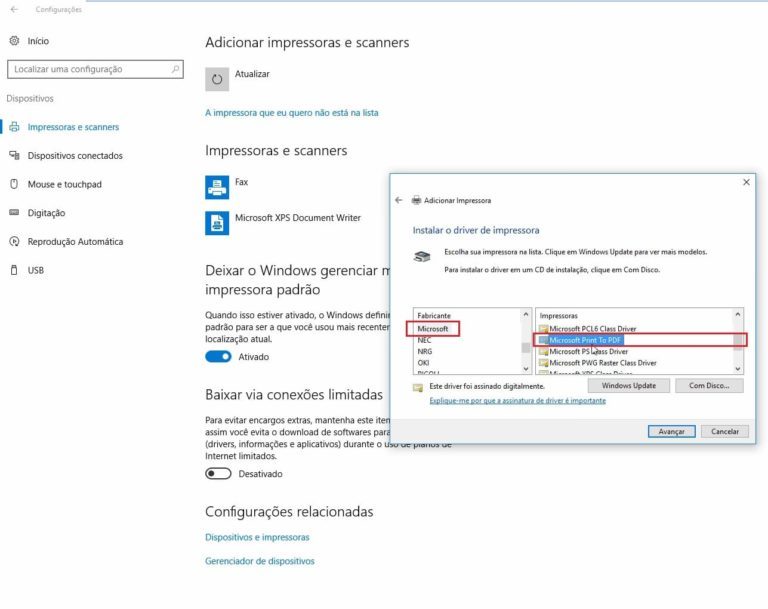 Configurações
Início
Localizar uma configuração
Dispositivos
Impressoras e scanners
Dispositivos conectados
Mouse e touchpad
Digitação
Reprodução Automática
USB
Adicionar impressoras e scanners
Atualizar
A impressora que eu quero não está na lista
Impressoras e scanners
Fax
Microsoft XPS Document Writer
Deixar o Windows gerenciar m
impressora padrão
Quando isso estiver ativado, o Windows defini
padrão para ser a que você usou mais recenter
localização atual.
Ativado
Baixar via conexões limitadas
Para evitar encargos extras, mantenha este iten
assim você evita o download de softwares para
(drivers, informações e aplicativos) durante o uso de planos de
Internet limitados.
Desativado
Configurações relacionadas
Dispositivos e impressoras
Gerenciador de dispositivos
Adicionar Impressora
Instalar o driver de impressora
Escolha sua impressora na lista. Clique em Windows Update para ver mais modelos.
Para instalar o driver em um CD de instalação, clique em Com Disco.
Fabricante
Microsoft
NEC
NRG
OKI
RICOH
Impressoras
Microsoft PCL6 Class Driver
Microsoft Print To PDF
Microsoft PS Class Driver
Microsoft PWG Raster Class Driver
Microsoft XPS Class Driver
Este driver foi assinado digitalmente.
Explique-me por que a assinatura de driver é importante
Windows Update
Com Disco...
Avançar
Cancelar